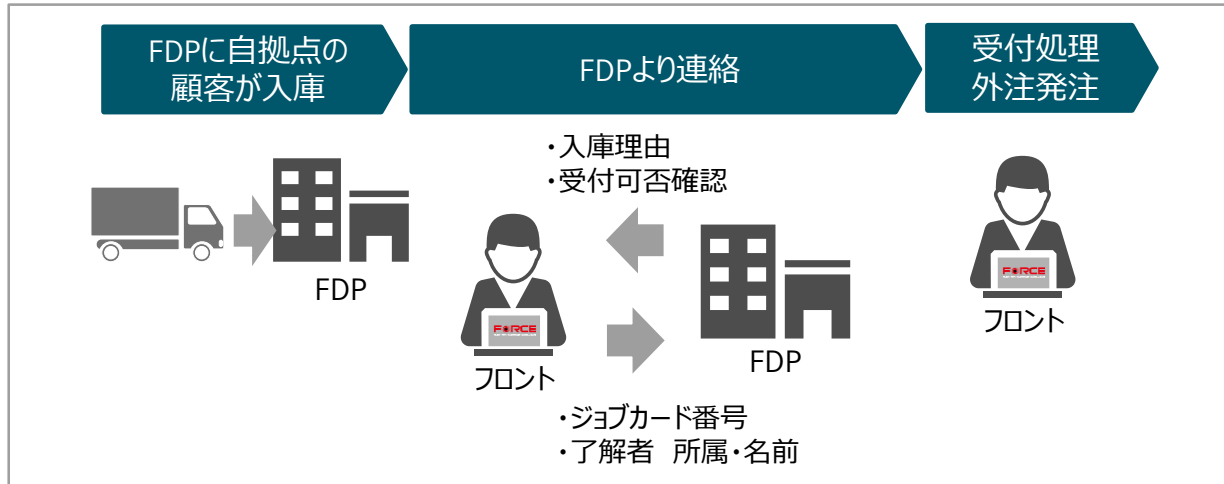 FDPに自拠点の
顧客が入庫
FDPより連絡
受付処理
外注発注
・入庫理由
・受付可否確認
FDP
FORCE
フロント
FDP
FORCE
フロント
・ジョブカード番号
・了解者 所属・名前